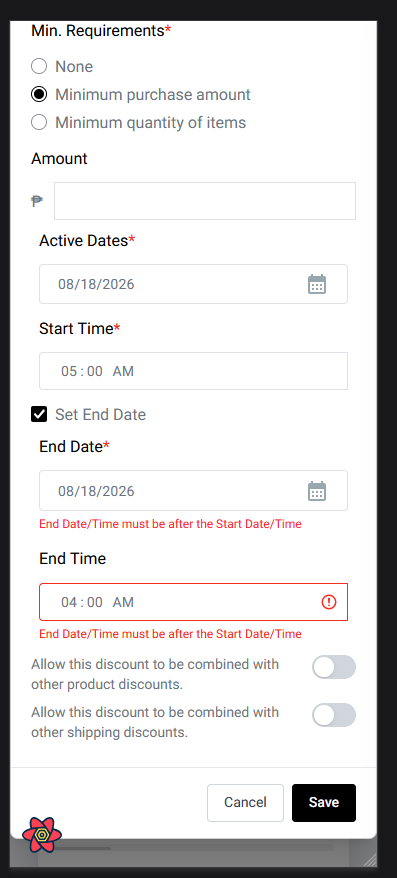 Min. Requirements*
None
Minimum purchase amount
Minimum quantity of items
Amount
₱
Active Dates*
08/18/2026
Start Time*
05 : 00 AM
Set End Date
End Date*
08/18/2026
End Date/Time must be after the Start Date/Time
End Time
04 : 00 AM
End Date/Time must be after the Start Date/Time
Allow this discount to be combined with
other product discounts.
Allow this discount to be combined with
other shipping discounts.
Cancel Save